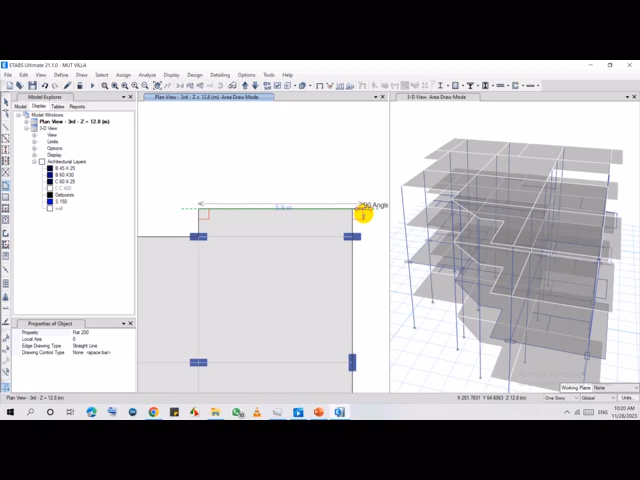 ETABS Ultimate 21.1.0 - MUT VILLA
File Edit View Define Draw Select Assign Analyze Display Design Detailing Options Tools Help
Model Explorer
Model Display Tables Reports
Model Windows
Plan View - 3rd - Z = 12.8 (m)
3-D View
View
Limits
Options
Display
Architectural Layers
B 45 X 25
B 60 X30
C 60 X 25
C C 400
Defpoints
S 150
wall
Properties of Object
Property Flat 200
Local Axis 0
Edge Drawing Type Straight Line
Drawing Control Type None <space bar>
Plan View - 3rd - Z = 12.8 (m) Area Draw Mode
90 Angle
3-D View Area Draw Mode
Working Plane None
Plan View - 3rd - Z = 12.8 (m)
One Story Global Units...
ENG
10:20 AM
11/28/2023